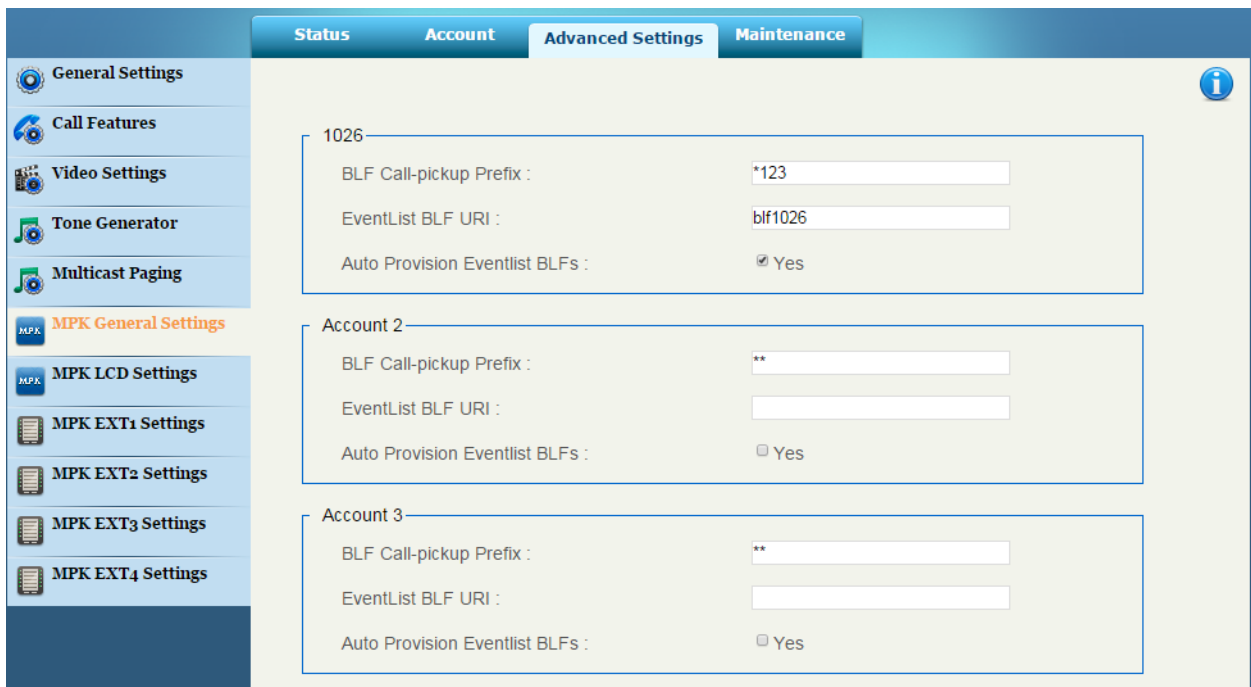 Status Account Advanced Settings Maintenance
General Settings
Call Features
Video Settings
Tone Generator
Multicast Paging
MPK MPK General Settings
MPK MPK LCD Settings
MPK EXT1 Settings
MPK EXT2 Settings
MPK EXT3 Settings
MPK EXT4 Settings
i
1026
BLF Call-pickup Prefix : *123
EventList BLF URI : blf1026
Auto Provision Eventlist BLFs : Yes
Account 2
BLF Call-pickup Prefix : **
EventList BLF URI :
Auto Provision Eventlist BLFs : Yes
Account 3
BLF Call-pickup Prefix : **
EventList BLF URI :
Auto Provision Eventlist BLFs : Yes